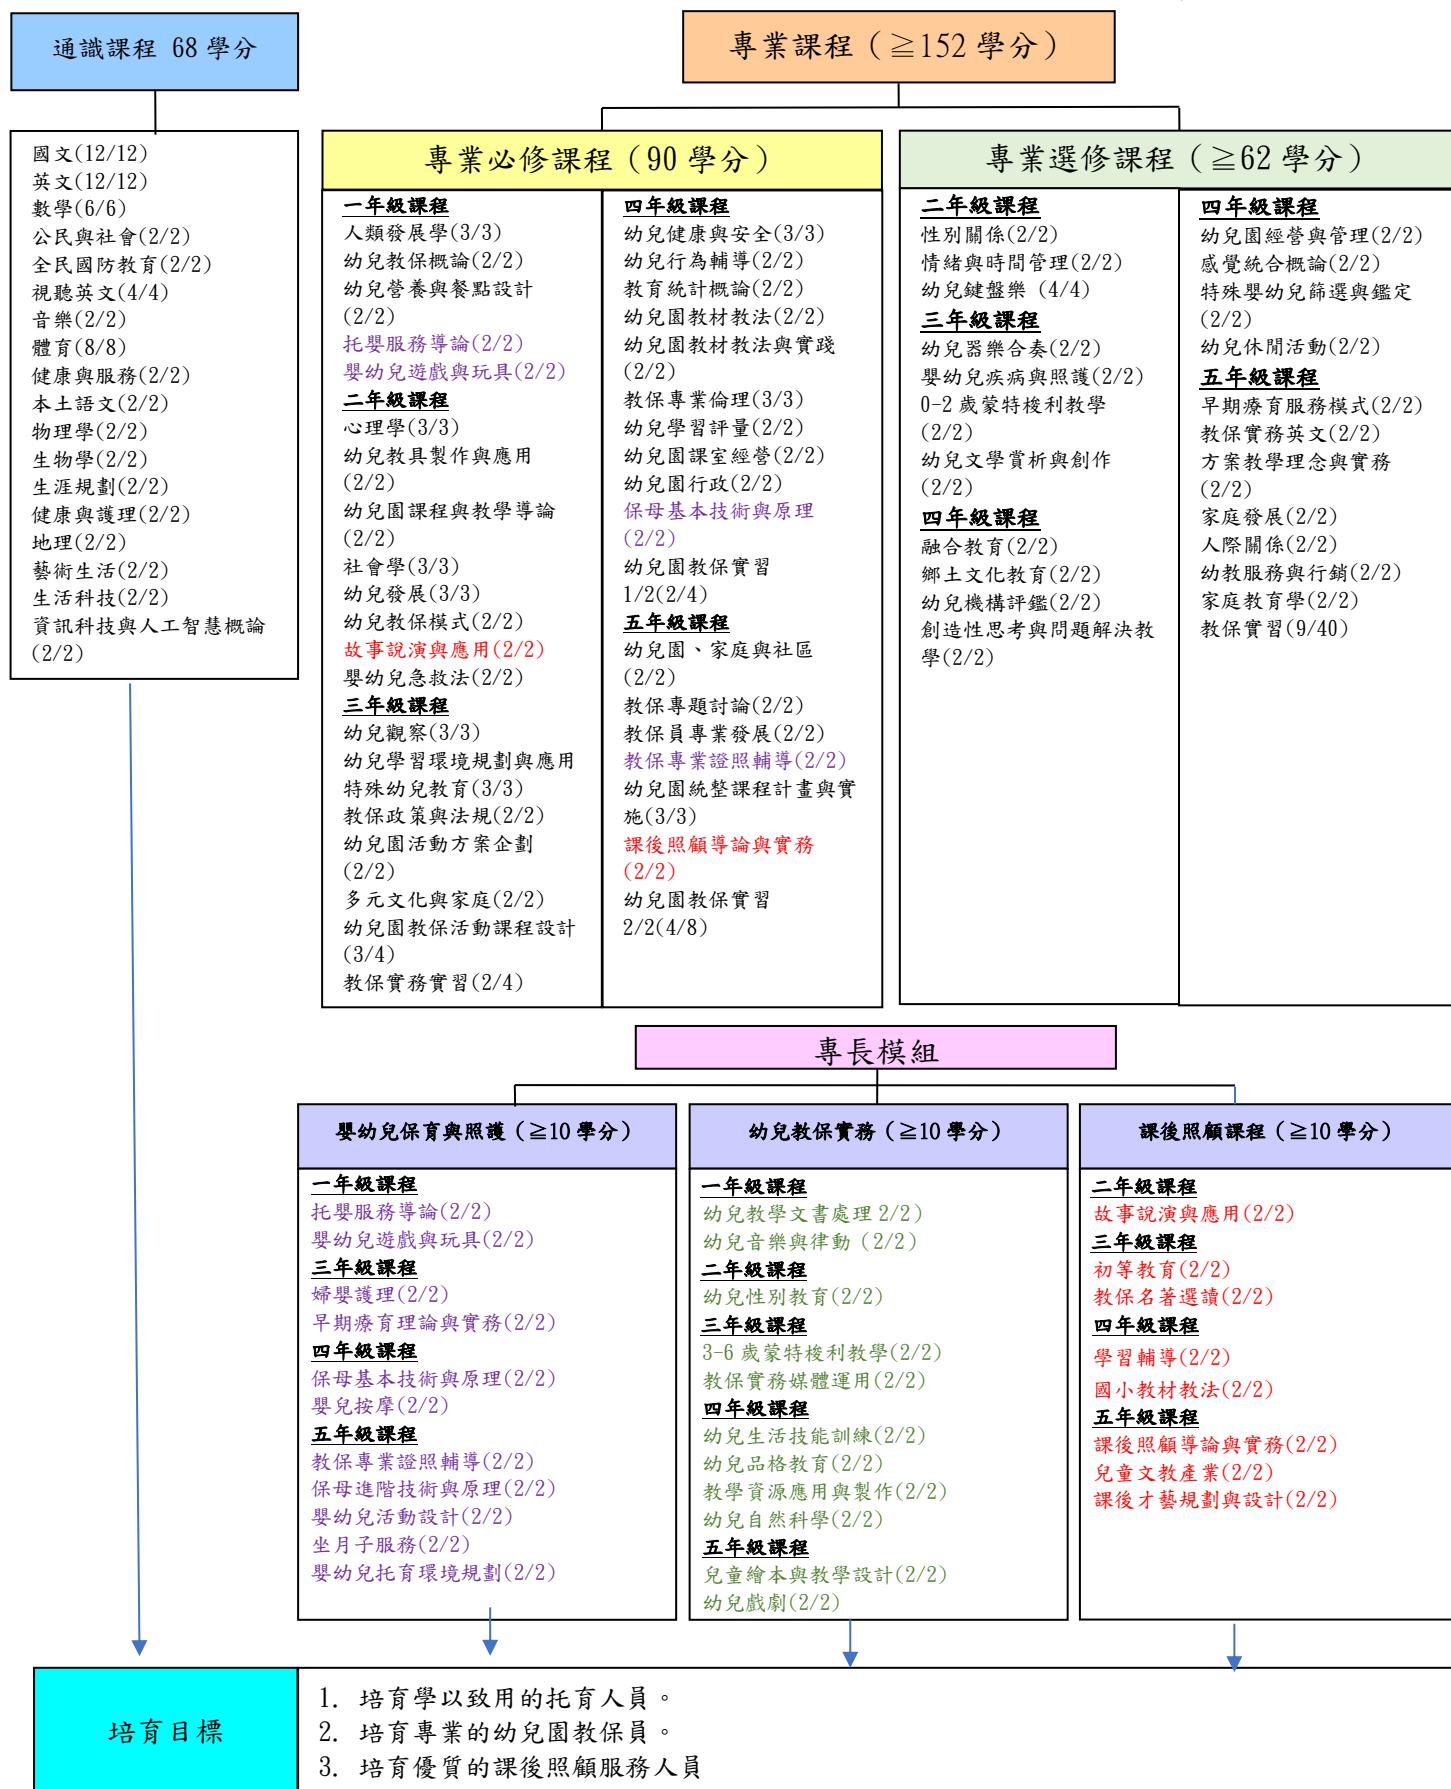 通識課程 68 學分
國文(12/12)
英文(12/12)
數學(6/6)
公民與社會(2/2)
全民國防教育(2/2)
視聽英文(4/4)
音樂(2/2)
體育(8/8)
健康與服務(2/2)
本土語文(2/2)
物理學(2/2)
生物學(2/2)
生涯規劃(2/2)
健康與護理(2/2)
地理(2/2)
藝術生活(2/2)
生活科技(2/2)
資訊科技與人工智慧概論
(2/2)
專業課程（≧152 學分）
專業必修課程（90 學分）
一年級課程
人類發展學(3/3)
幼兒教保概論(2/2)
幼兒營養與餐點設計
(2/2)
托嬰服務導論(2/2)
嬰幼兒遊戲與玩具(2/2)
二年級課程
心理學(3/3)
幼兒教具製作與應用
(2/2)
幼兒園課程與教學導論
(2/2)
社會學(3/3)
幼兒發展(3/3)
幼兒教保模式(2/2)
故事說演與應用(2/2)
嬰幼兒急救法(2/2)
三年級課程
幼兒觀察(3/3)
幼兒學習環境規劃與應用
特殊幼兒教育(3/3)
教保政策與法規(2/2)
幼兒園活動方案企劃
(2/2)
多元文化與家庭(2/2)
幼兒園教保活動課程設計
(3/4)
教保實務實習(2/4)
四年級課程
幼兒健康與安全(3/3)
幼兒行為輔導(2/2)
教育統計概論(2/2)
幼兒園教材教法(2/2)
幼兒園教材教法與實踐
(2/2)
教保專業倫理(3/3)
幼兒學習評量(2/2)
幼兒園課室經營(2/2)
幼兒園行政(2/2)
保母基本技術與原理
(2/2)
幼兒園教保實習
1/2(2/4)
五年級課程
幼兒園、家庭與社區
(2/2)
教保專題討論(2/2)
教保員專業發展(2/2)
教保專業證照輔導(2/2)
幼兒園統整課程計畫與實
施(3/3)
課後照顧導論與實務
(2/2)
幼兒園教保實習
2/2(4/8)
專業選修課程（≧62 學分）
二年級課程
性別關係(2/2)
情緒與時間管理(2/2)
幼兒鍵盤樂 (4/4)
三年級課程
幼兒器樂合奏(2/2)
嬰幼兒疾病與照護(2/2)
0-2 歲蒙特梭利教學
(2/2)
幼兒文學賞析與創作
(2/2)
四年級課程
融合教育(2/2)
鄉土文化教育(2/2)
幼兒機構評鑑(2/2)
創造性思考與問題解決教
學(2/2)
四年級課程
幼兒園經營與管理(2/2)
感覺統合概論(2/2)
特殊嬰幼兒篩選與鑑定
(2/2)
幼兒休閒活動(2/2)
五年級課程
早期療育服務模式(2/2)
教保實務英文(2/2)
方案教學理念與實務
(2/2)
家庭發展(2/2)
人際關係(2/2)
幼教服務與行銷(2/2)
家庭教育學(2/2)
教保實習(9/40)
專長模組
嬰幼兒保育與照護（≧10 學分）
一年級課程
托嬰服務導論(2/2)
嬰幼兒遊戲與玩具(2/2)
三年級課程
婦嬰護理(2/2)
早期療育理論與實務(2/2)
四年級課程
保母基本技術與原理(2/2)
嬰兒按摩(2/2)
五年級課程
教保專業證照輔導(2/2)
保母進階技術與原理(2/2)
嬰幼兒活動設計(2/2)
坐月子服務(2/2)
嬰幼兒托育環境規劃(2/2)
幼兒教保實務（≧10 學分）
一年級課程
幼兒教學文書處理 2/2)
幼兒音樂與律動 (2/2)
二年級課程
幼兒性別教育(2/2)
三年級課程
3-6 歲蒙特梭利教學(2/2)
教保實務媒體運用(2/2)
四年級課程
幼兒生活技能訓練(2/2)
幼兒品格教育(2/2)
教學資源應用與製作(2/2)
幼兒自然科學(2/2)
五年級課程
兒童繪本與教學設計(2/2)
幼兒戲劇(2/2)
課後照顧課程（≧10 學分）
二年級課程
故事說演與應用(2/2)
三年級課程
初等教育(2/2)
教保名著選讀(2/2)
四年級課程
學習輔導(2/2)
國小教材教法(2/2)
五年級課程
課後照顧導論與實務(2/2)
兒童文教產業(2/2)
課後才藝規劃與設計(2/2)
培育目標
1. 培育學以致用的托育人員。
2. 培育專業的幼兒園教保員。
3. 培育優質的課後照顧服務人員